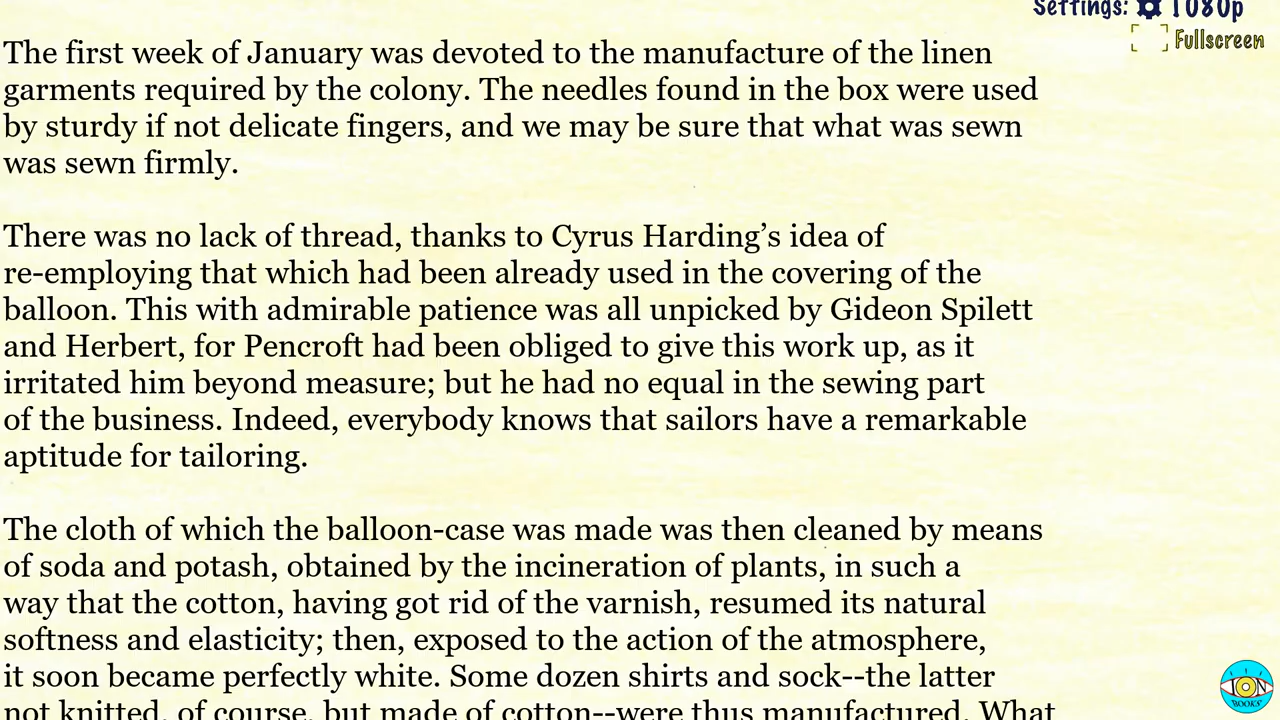 Settings: 1080p
Fullscreen
The first week of January was devoted to the manufacture of the linen
garments required by the colony. The needles found in the box were used
by sturdy if not delicate fingers, and we may be sure that what was sewn
was sewn firmly.
There was no lack of thread, thanks to Cyrus Harding’s idea of
re-employing that which had been already used in the covering of the
balloon. This with admirable patience was all unpicked by Gideon Spilett
and Herbert, for Pencroft had been obliged to give this work up, as it
irritated him beyond measure; but he had no equal in the sewing part
of the business. Indeed, everybody knows that sailors have a remarkable
aptitude for tailoring.
The cloth of which the balloon-case was made was then cleaned by means
of soda and potash, obtained by the incineration of plants, in such a
way that the cotton, having got rid of the varnish, resumed its natural
softness and elasticity; then, exposed to the action of the atmosphere,
it soon became perfectly white. Some dozen shirts and sock--the latter
not knitted, of course, but made of cotton--were thus manufactured. What
ION
BOOKS